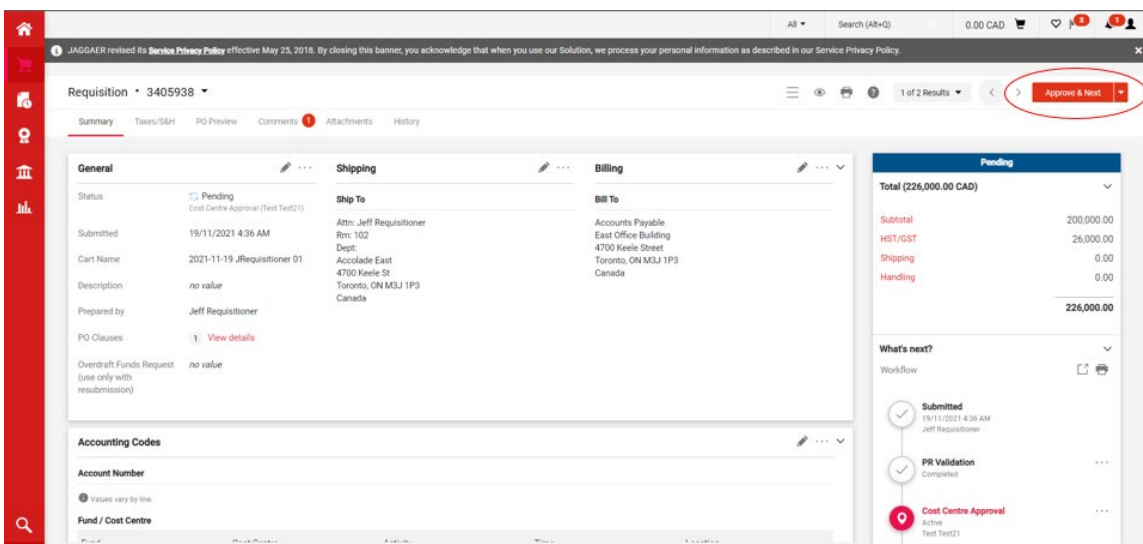 All
Search (Alt+Q)
0.00 CAD
2
1
JAGGAER revised its Service Privacy Policy effective May 25, 2018. By closing this banner, you acknowledge that when you use our Solution, we process your personal information as described in our Service Privacy Policy.
Requisition • 3405938
1 of 2 Results
Approve & Next
Summary
Taxes/S&H
PO Preview
Comments 1
Attachments
History
General
Status
Pending
Cost Centre Approval (Test Test21)
Submitted
19/11/2021 4:36 AM
Cart Name
2021-11-19 JRequisitioner 01
Description
no value
Prepared by
Jeff Requisitioner
PO Clauses
1 View details
Overdraft Funds Request
(use only with
resubmission)
no value
Shipping
Ship To
Attn: Jeff Requisitioner
Rm: 102
Dept:
Accolade East
4700 Keele St
Toronto, ON M3J 1P3
Canada
Billing
Bill To
Accounts Payable
East Office Building
4700 Keele Street
Toronto, ON M3J 1P3
Canada
Accounting Codes
Account Number
Values vary by line.
Fund / Cost Centre
Fund
Cost Centre
Activity
Time
Location
Pending
Total (226,000.00 CAD)
Subtotal
200,000.00
HST/GST
26,000.00
Shipping
0.00
Handling
0.00
226,000.00
What's next?
Workflow
Submitted
19/11/2021 4:36 AM
Jeff Requisitioner
PR Validation
Completed
Cost Centre Approval
Active
Test Test21